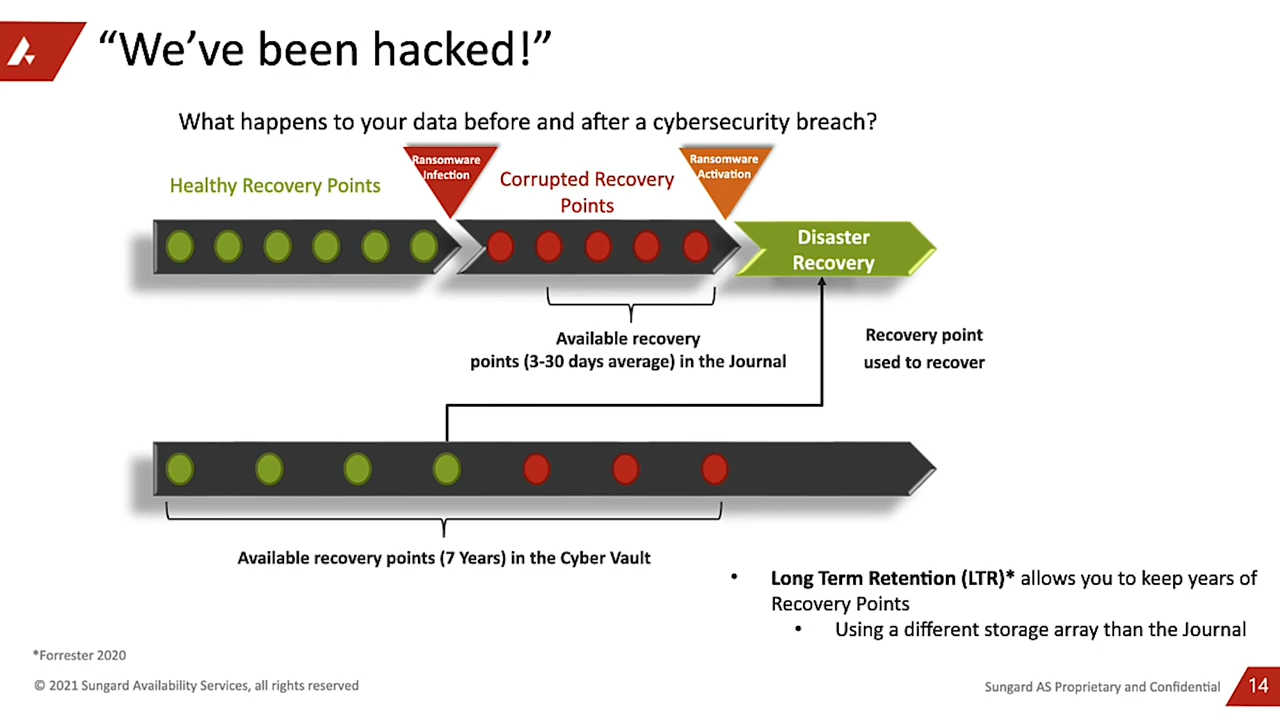 “We’ve been hacked!”
What happens to your data before and after a cybersecurity breach?
Healthy Recovery Points
Ransomware
Infection
Corrupted Recovery
Points
Ransomware
Activation
Disaster
Recovery
Available recovery
points (3-30 days average) in the Journal
Recovery point
used to recover
Available recovery points (7 Years) in the Cyber Vault
• Long Term Retention (LTR)* allows you to keep years of
Recovery Points
• Using a different storage array than the Journal
*Forrester 2020
© 2021 Sungard Availability Services, all rights reserved
Sungard AS Proprietary and Confidential
14